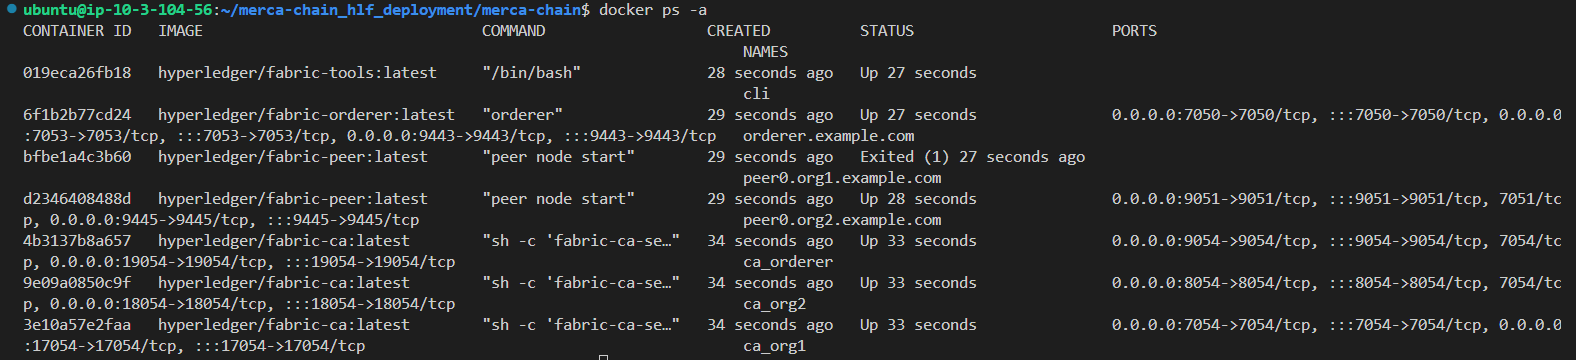 ubuntu@ip-10-3-104-56:~/merca-chain_hlf_deployment/merca-chain$ docker ps -a
CONTAINER ID   IMAGE                               COMMAND                  CREATED          STATUS                      PORTS
NAMES
019eca26fb18   hyperledger/fabric-tools:latest     "/bin/bash"              28 seconds ago   Up 27 seconds
cli
6f1b2b77cd24   hyperledger/fabric-orderer:latest   "orderer"                29 seconds ago   Up 27 seconds               0.0.0.0:7050->7050/tcp, :::7050->7050/tcp, 0.0.0.0
:7053->7053/tcp, :::7053->7053/tcp, 0.0.0.0:9443->9443/tcp, :::9443->9443/tcp   orderer.example.com
bfbe1a4c3b60   hyperledger/fabric-peer:latest      "peer node start"        29 seconds ago   Exited (1) 27 seconds ago
peer0.org1.example.com
d2346408488d   hyperledger/fabric-peer:latest      "peer node start"        29 seconds ago   Up 28 seconds               0.0.0.0:9051->9051/tcp, :::9051->9051/tcp, 7051/tc
p, 0.0.0.0:9445->9445/tcp, :::9445->9445/tcp   peer0.org2.example.com
4b3137b8a657   hyperledger/fabric-ca:latest        "sh -c 'fabric-ca-se…"   34 seconds ago   Up 33 seconds               0.0.0.0:9054->9054/tcp, :::9054->9054/tcp, 7054/tc
p, 0.0.0.0:19054->19054/tcp, :::19054->19054/tcp   ca_orderer
9e09a0850c9f   hyperledger/fabric-ca:latest        "sh -c 'fabric-ca-se…"   34 seconds ago   Up 33 seconds               0.0.0.0:8054->8054/tcp, :::8054->8054/tcp, 7054/tc
p, 0.0.0.0:18054->18054/tcp, :::18054->18054/tcp   ca_org2
3e10a57e2faa   hyperledger/fabric-ca:latest        "sh -c 'fabric-ca-se…"   34 seconds ago   Up 33 seconds               0.0.0.0:7054->7054/tcp, :::7054->7054/tcp, 0.0.0.0
:17054->17054/tcp, :::17054->17054/tcp   ca_org1